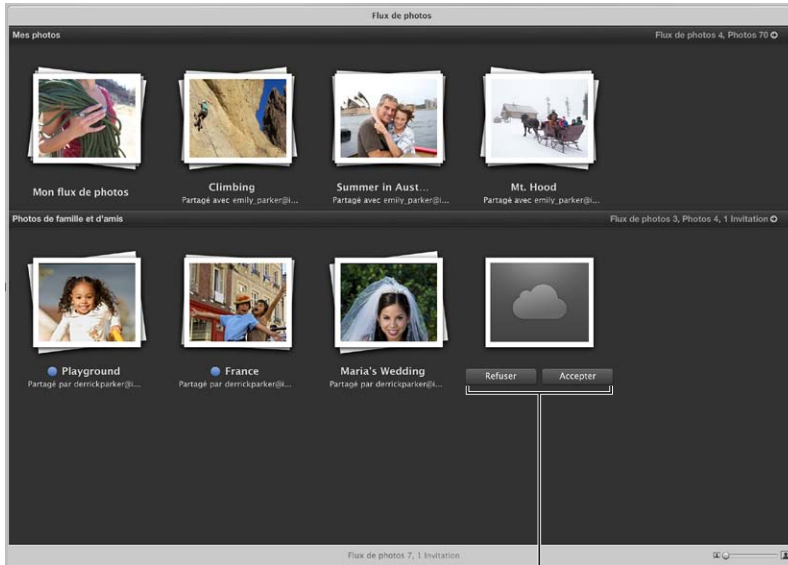 Flux de photos
Mes photos
Flux de photos 4, Photos 70
Mon flux de photos
Climbing
Partagé avec emily_parker@i...
Summer in Aust...
Partagé avec emily_parker@i...
Mt. Hood
Partagé avec emily_parker@i...
Photos de famille et d'amis
Flux de photos 3, Photos 4, 1 Invitation
Playground
Partagé par derrickparker@i...
France
Partagé par derrickparker@i...
Maria's Wedding
Partagé par derrickparker@i...
Refuser
Accepter
Flux de photos 7, 1 Invitation